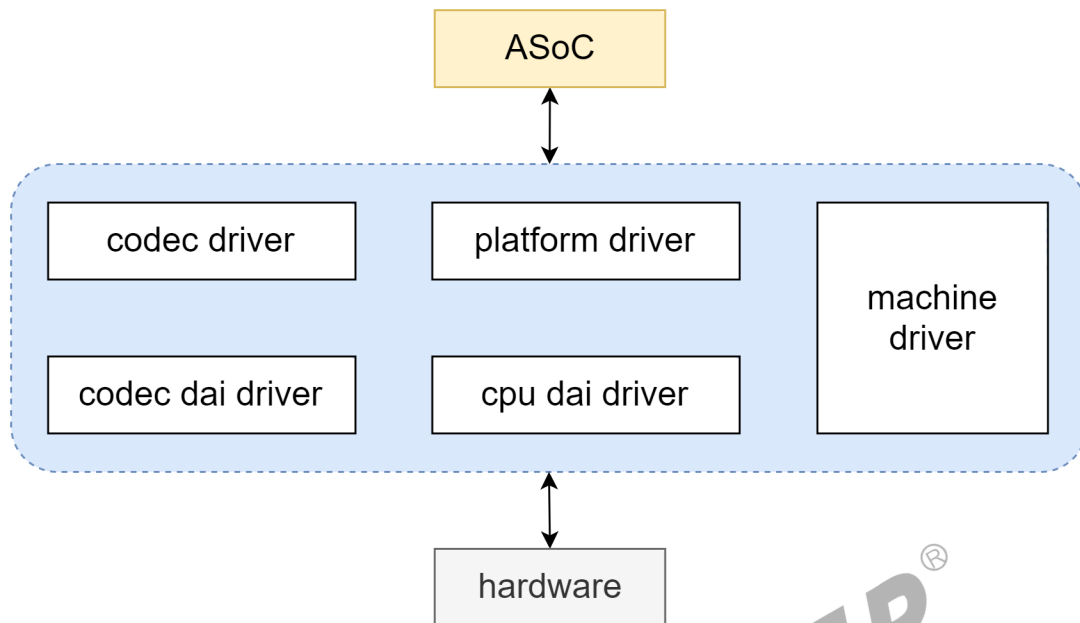 ASoC
codec driver
platform driver
machine
driver
codec dai driver
cpu dai driver
hardware
®